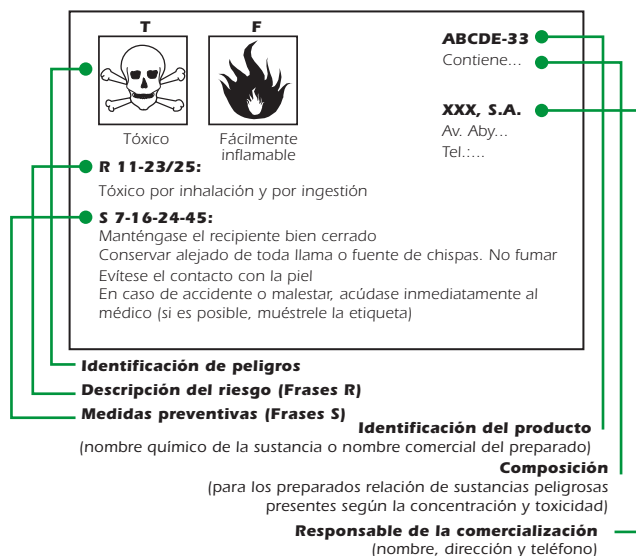 T F
Tóxico
Fácilmente
inflamable
ABCDE-33
Contiene...
XXX, S.A.
Av. Aby...
Tel.:...
R 11-23/25:
Tóxico por inhalación y por ingestión
S 7-16-24-45:
Manténgase el recipiente bien cerrado
Conservar alejado de toda llama o fuente de chispas. No fumar
Evítese el contacto con la piel
En caso de accidente o malestar, acúdase inmediatamente al
médico (si es posible, muéstrele la etiqueta)
Identificación de peligros
Descripción del riesgo (Frases R)
Medidas preventivas (Frases S)
Identificación del producto
(nombre químico de la sustancia o nombre comercial del preparado)
Composición
(para los preparados relación de sustancias peligrosas
presentes según la concentración y toxicidad)
Responsable de la comercialización
(nombre, dirección y teléfono)